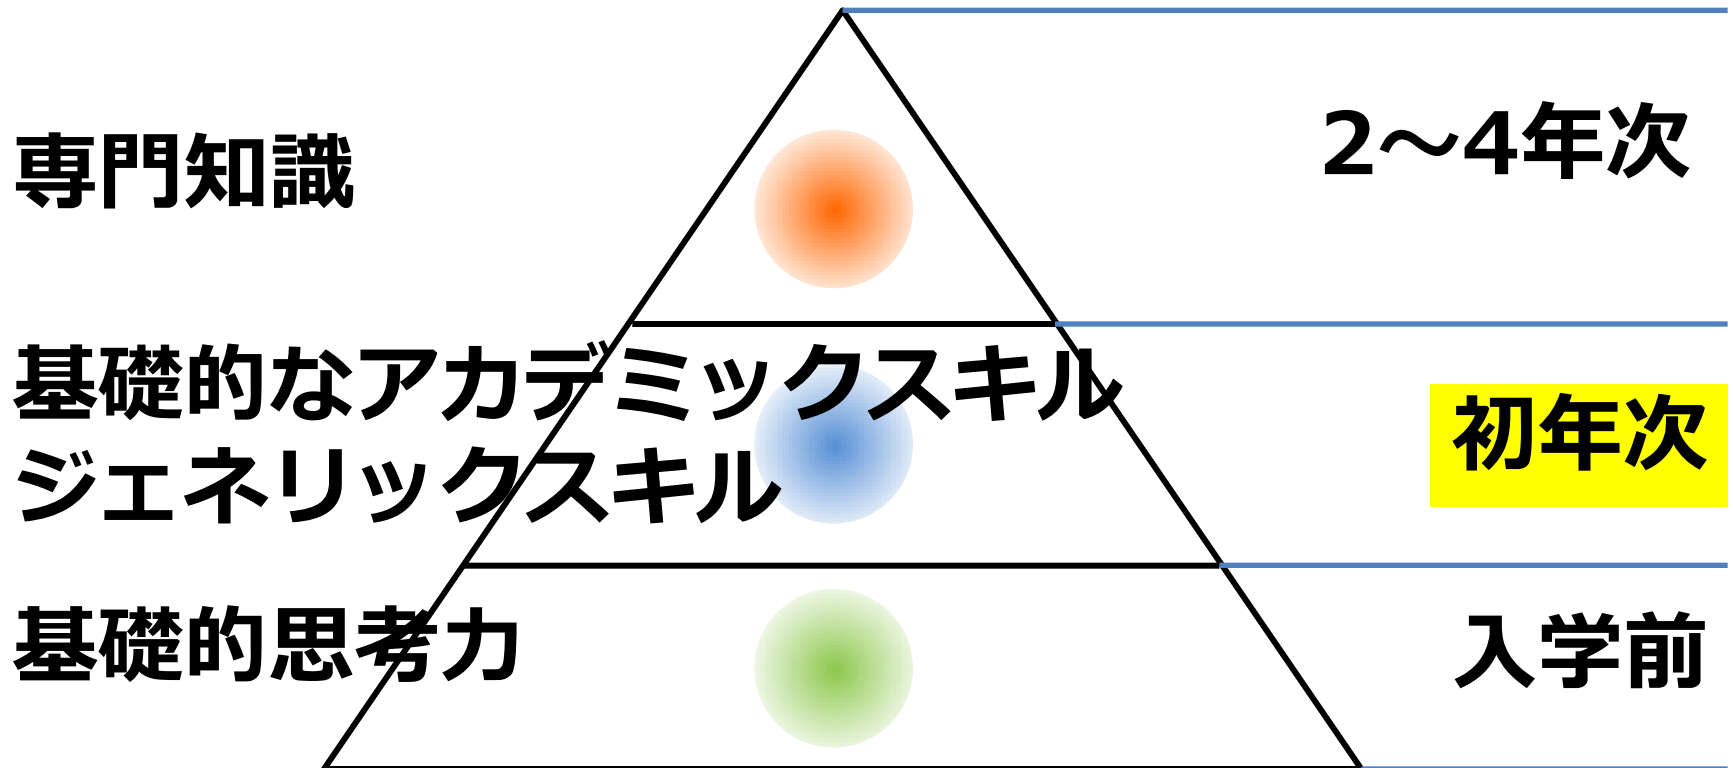 専門知識
2～4年次
基礎的なアカデミックスキル
ジェネリックスキル
初年次
基礎的思考力
入学前